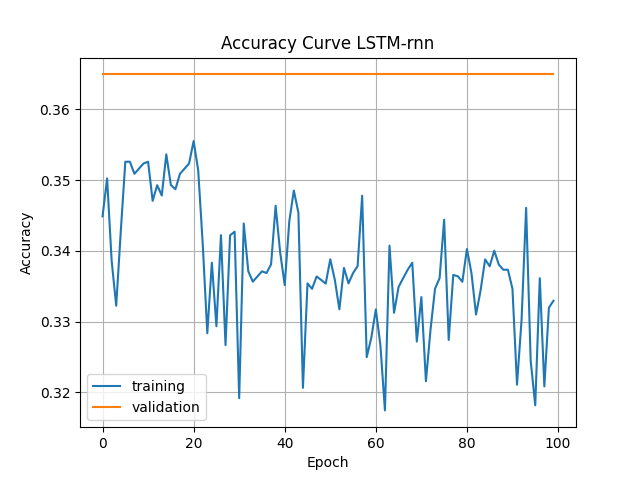 Accuracy Curve LSTM-rnn
Accuracy
0.36
0.35
0.34
0.33
0.32
training
validation
0 20 40 60 80 100
Epoch